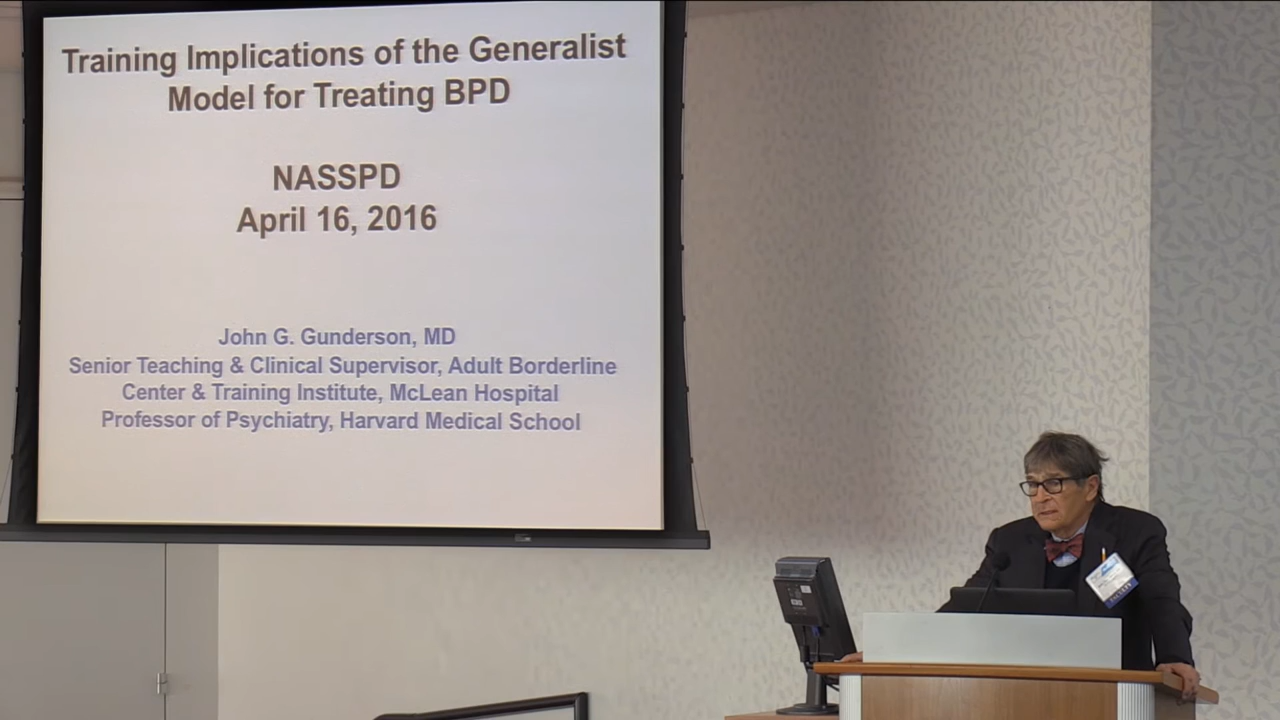 Training Implications of the Generalist
Model for Treating BPD
NASSPD
April 16, 2016
John G. Gunderson, MD
Senior Teaching & Clinical Supervisor, Adult Borderline
Center & Training Institute, McLean Hospital
Professor of Psychiatry, Harvard Medical School
FACULTY